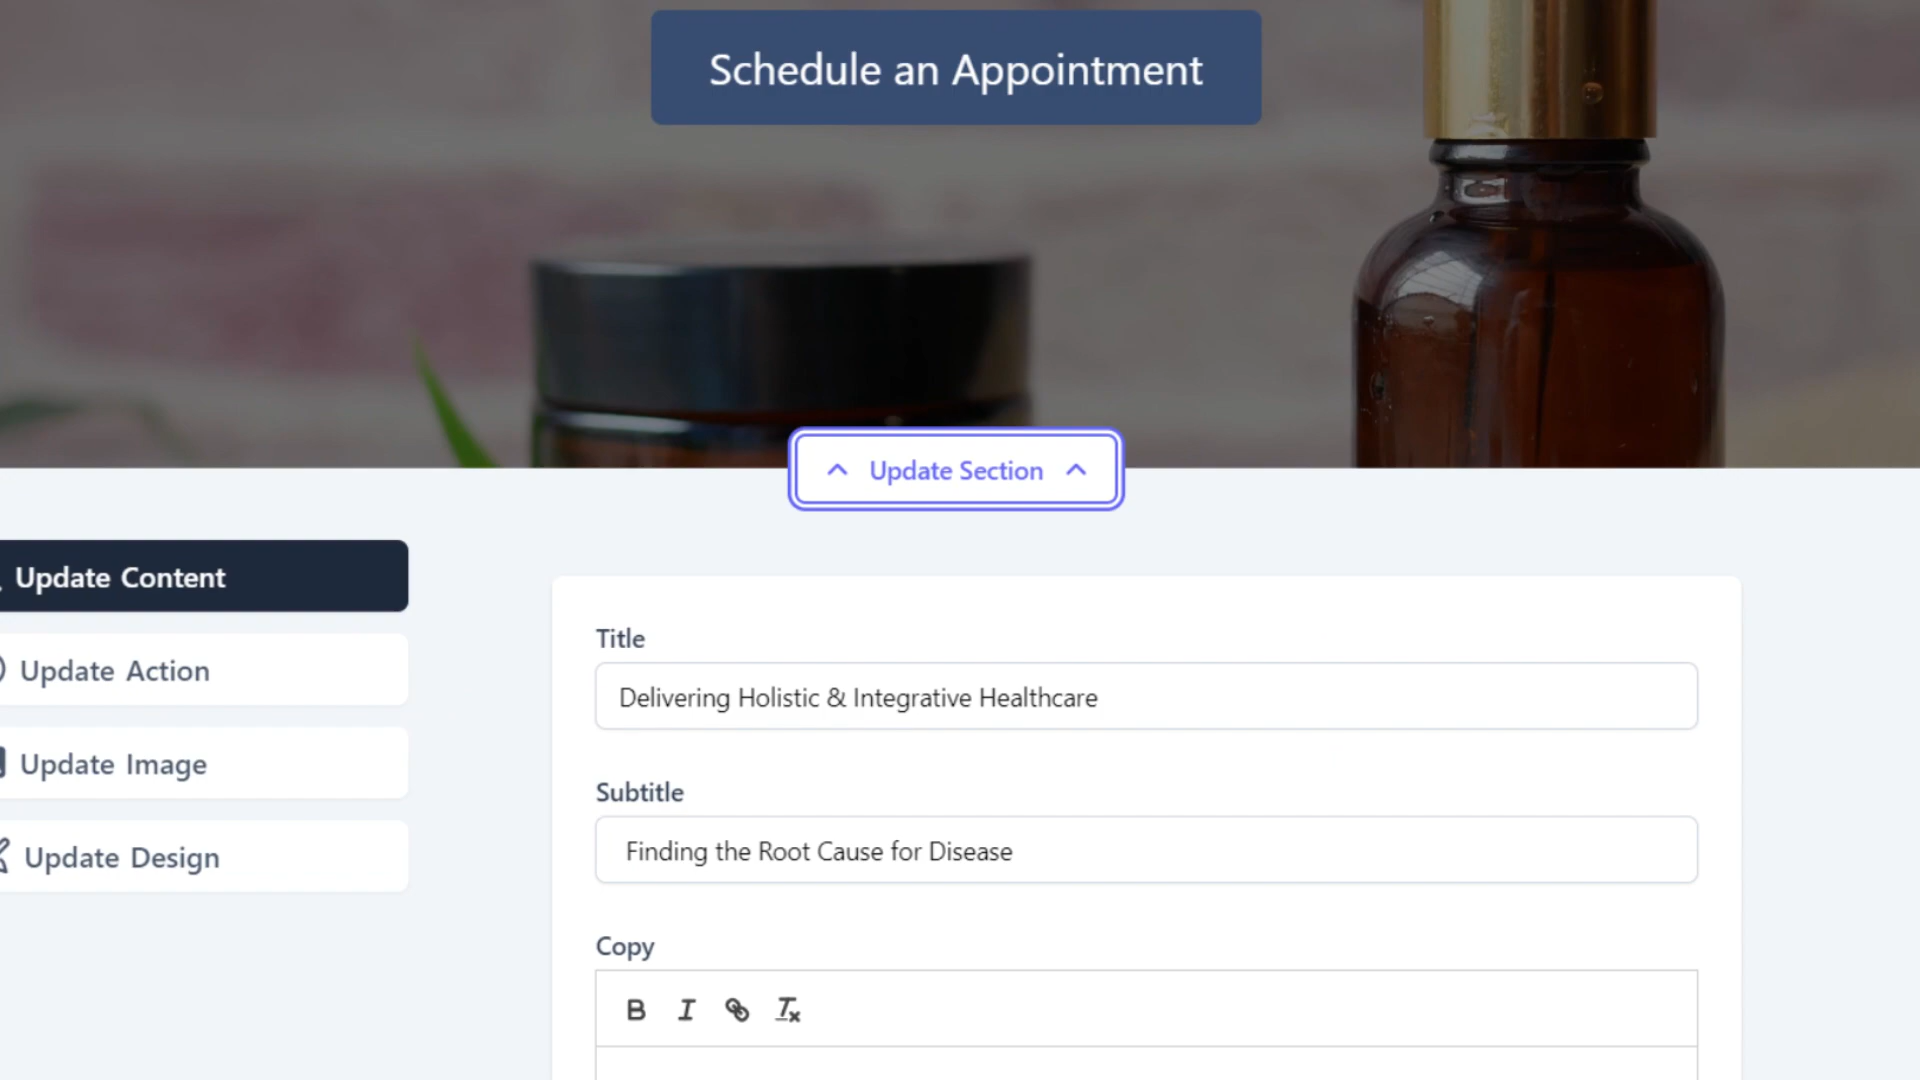 Schedule an Appointment
Update Section
Update Content
Update Action
Update Image
Update Design
Title
Delivering Holistic & Integrative Healthcare
Subtitle
Finding the Root Cause for Disease
Copy
B I